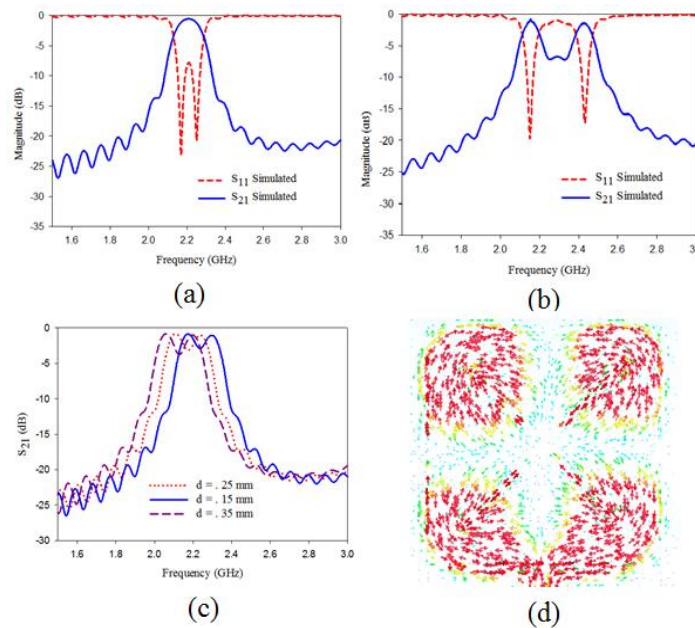 0
-5
-10
-15
-20
-25
-30
-35
Magnitude (dB)
S11 Simulated
S21 Simulated
1.6 1.8 2.0 2.2 2.4 2.6 2.8 3.0
Frequency (GHz)
(a)
0
-5
-10
-15
-20
-25
-30
-35
Magnitude (dB)
S11 Simulated
S21 Simulated
1.6 1.8 2.0 2.2 2.4 2.6 2.8 3.
Frequency (GHz)
(b)
0
-5
-10
-15
-20
-25
-30
S21 (dB)
d = . 25 mm
d = . 15 mm
d = . 35 mm
1.6 1.8 2.0 2.2 2.4 2.6 2.8 3.0
Frequency (GHz)
(c)
(d)